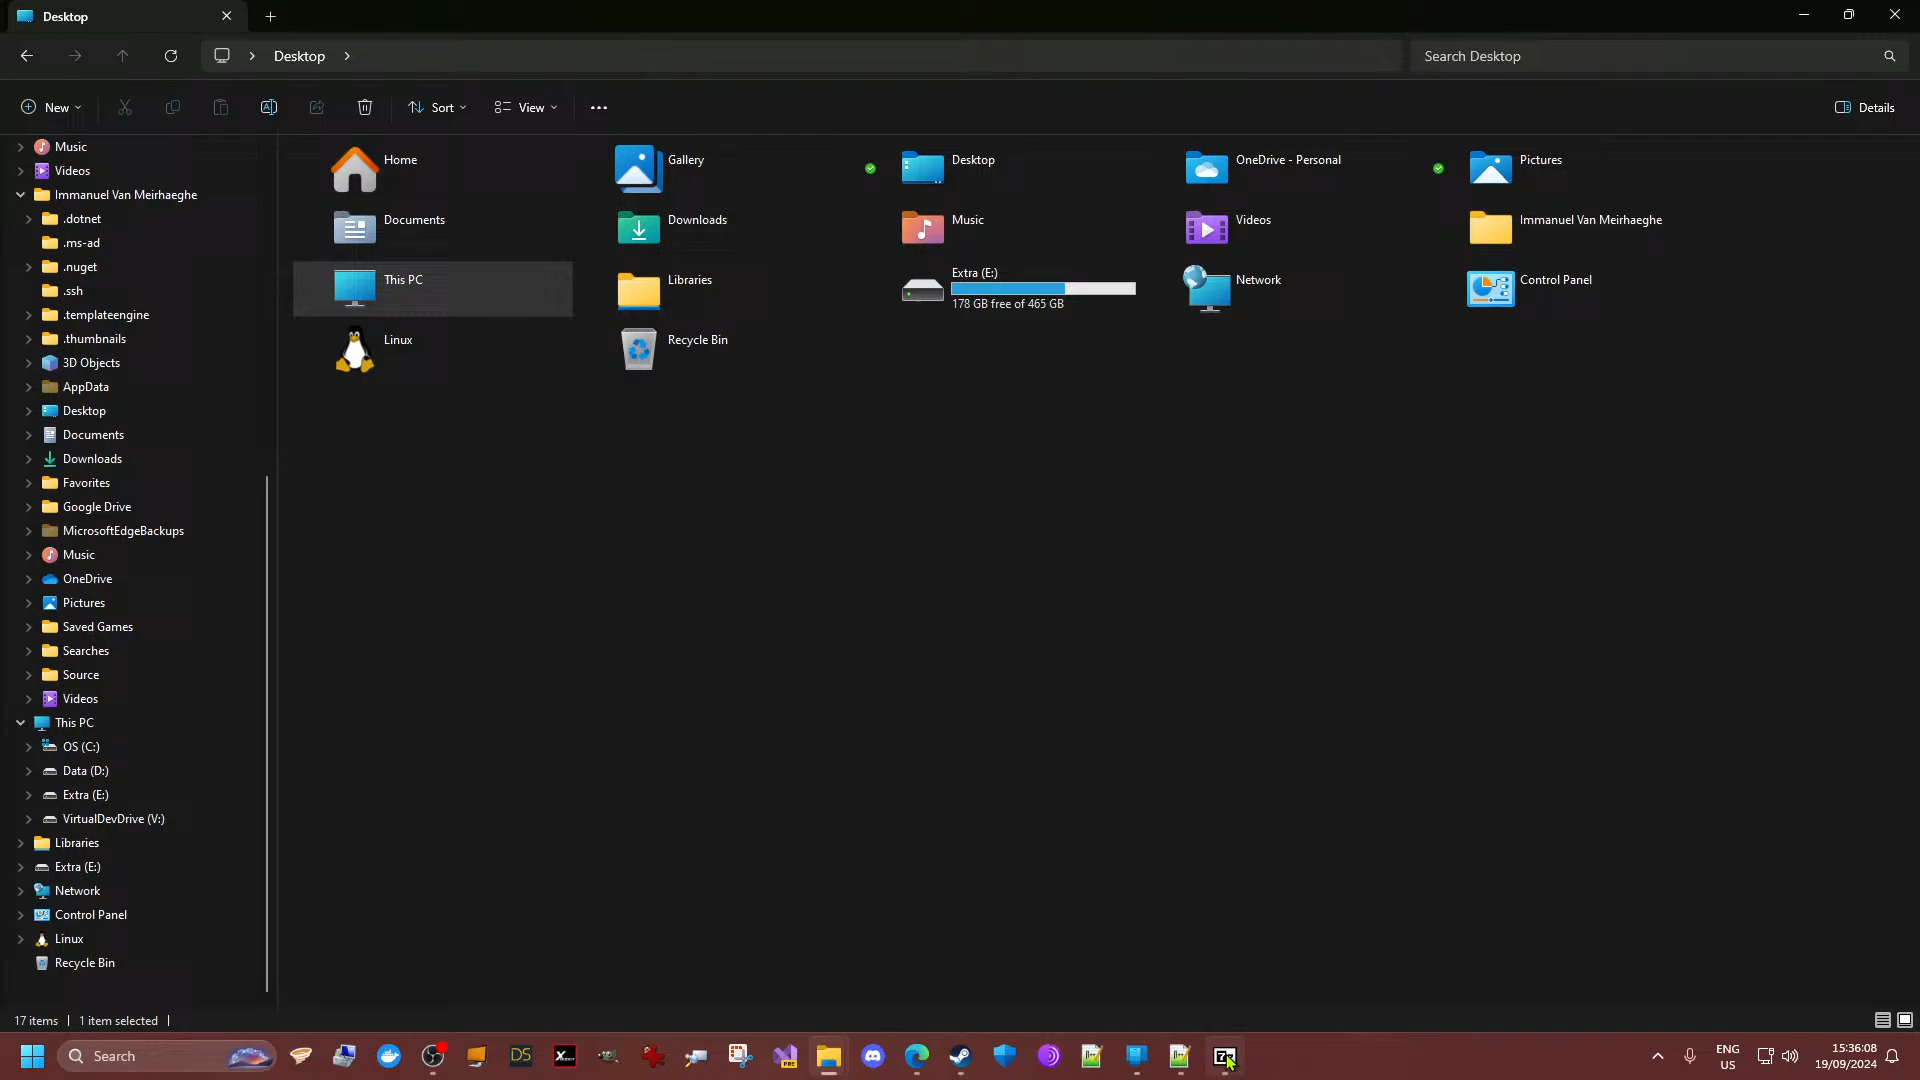 Desktop
Desktop
Search Desktop
New
Sort
View
Details
Music
Videos
Immanuel Van Meirhaeghe
.dotnet
.ms-ad
.nuget
.ssh
.templateengine
.thumbnails
3D Objects
AppData
Desktop
Documents
Downloads
Favorites
Google Drive
MicrosoftEdgeBackups
Music
OneDrive
Pictures
Saved Games
Searches
Source
Videos
This PC
OS (C:)
Data (D:)
Extra (E:)
VirtualDevDrive (V:)
Libraries
Extra (E:)
Network
Control Panel
Linux
Recycle Bin
Home
Gallery
Desktop
OneDrive - Personal
Pictures
Documents
Downloads
Music
Videos
Immanuel Van Meirhaeghe
This PC
Libraries
Extra (E:)
178 GB free of 465 GB
Network
Control Panel
Linux
Recycle Bin
17 items
1 item selected
Search
DS
PRE
ENG
US
15:36:08
19/09/2024